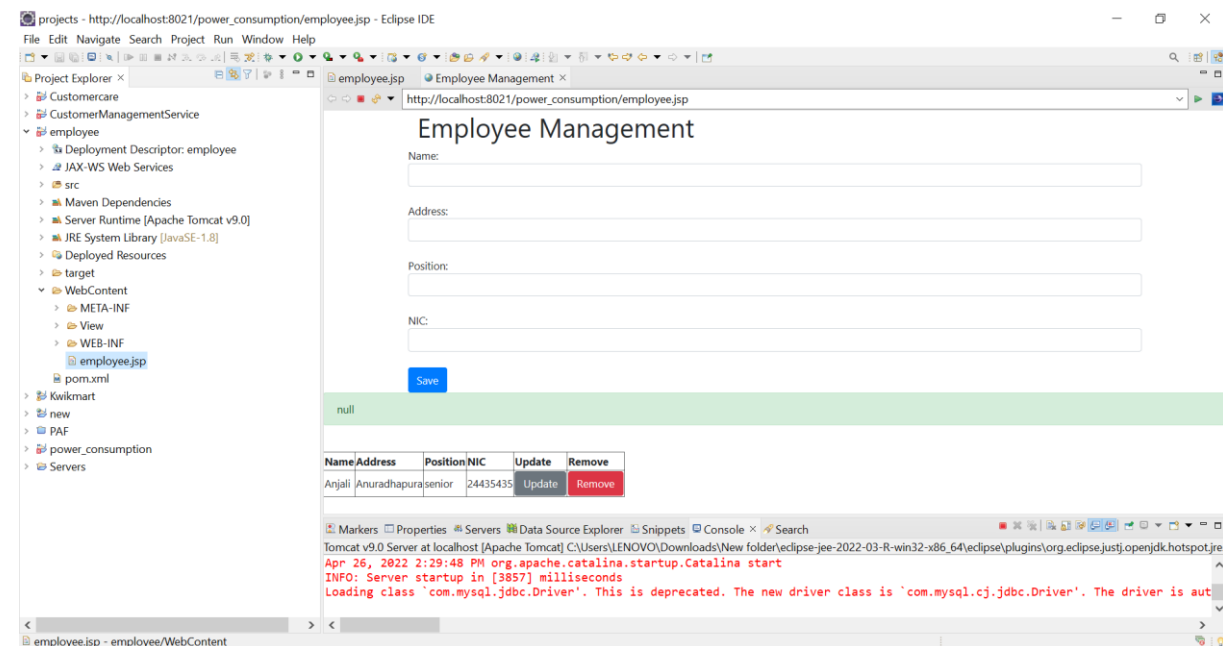 projects - http://localhost:8021/power_consumption/employee.jsp - Eclipse IDE
File Edit Navigate Search Project Run Window Help
Project Explorer
Customercare
CustomerManagementService
employee
Deployment Descriptor: employee
JAX-WS Web Services
src
Maven Dependencies
Server Runtime [Apache Tomcat v9.0]
JRE System Library [JavaSE-1.8]
Deployed Resources
target
WebContent
META-INF
View
WEB-INF
employee.jsp
pom.xml
Kwikmart
new
PAF
power_consumption
Servers
employee.jsp Employee Management
http://localhost:8021/power_consumption/employee.jsp
Employee Management
Name:
Address:
Position:
NIC:
Save
null
Name Address Position NIC Update Remove
Anjali Anuradhapura senior 24435435 Update Remove
Markers Properties Servers Data Source Explorer Snippets Console Search
Tomcat v9.0 Server at localhost [Apache Tomcat] C:\Users\LENOVO\Downloads\New folder\eclipse-jee-2022-03-R-win32-x86_64\eclipse\plugins\org.eclipse.justj.openjdk.hotspot.jre
Apr 26, 2022 2:29:48 PM org.apache.catalina.startup.Catalina start
INFO: Server startup in [3857] milliseconds
Loading class `com.mysql.jdbc.Driver'. This is deprecated. The new driver class is `com.mysql.cj.jdbc.Driver'. The driver is aut
employee.jsp - employee/WebContent